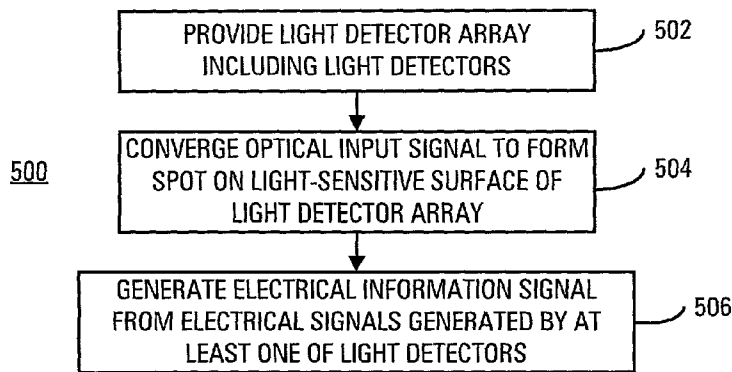 PROVIDE LIGHT DETECTOR ARRAY
INCLUDING LIGHT DETECTORS
502
CONVERGE OPTICAL INPUT SIGNAL TO FORM
SPOT ON LIGHT-SENSITIVE SURFACE OF
LIGHT DETECTOR ARRAY
504
500
GENERATE ELECTRICAL INFORMATION SIGNAL
FROM ELECTRICAL SIGNALS GENERATED BY AT
LEAST ONE OF LIGHT DETECTORS
506